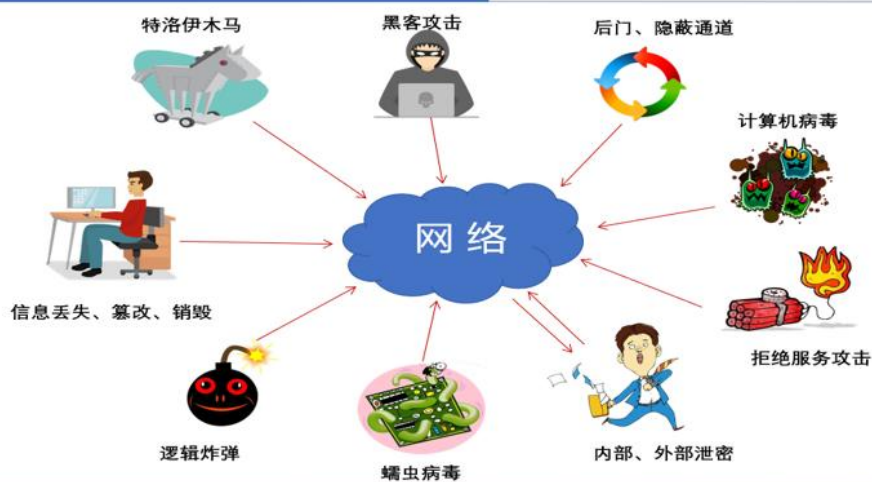 特洛伊木马
黑客攻击
后门、隐蔽通道
计算机病毒
网络
信息丢失、篡改、销毁
拒绝服务攻击
逻辑炸弹
蠕虫病毒
内部、外部泄密